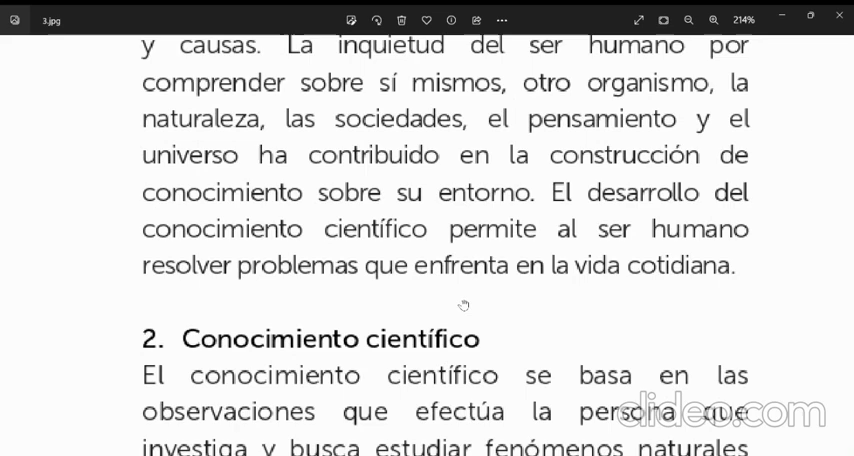 3.jpg
214%
y causas. La inquietud del ser humano por
comprender sobre sí mismos, otro organismo, la
naturaleza, las sociedades, el pensamiento y el
universo ha contribuido en la construcción de
conocimiento sobre su entorno. El desarrollo del
conocimiento científico permite al ser humano
resolver problemas que enfrenta en la vida cotidiana.
2. Conocimiento científico
El conocimiento científico se basa en las
observaciones que efectúa la persona que
investiga y busca estudiar fenómenos naturales
clideo.com